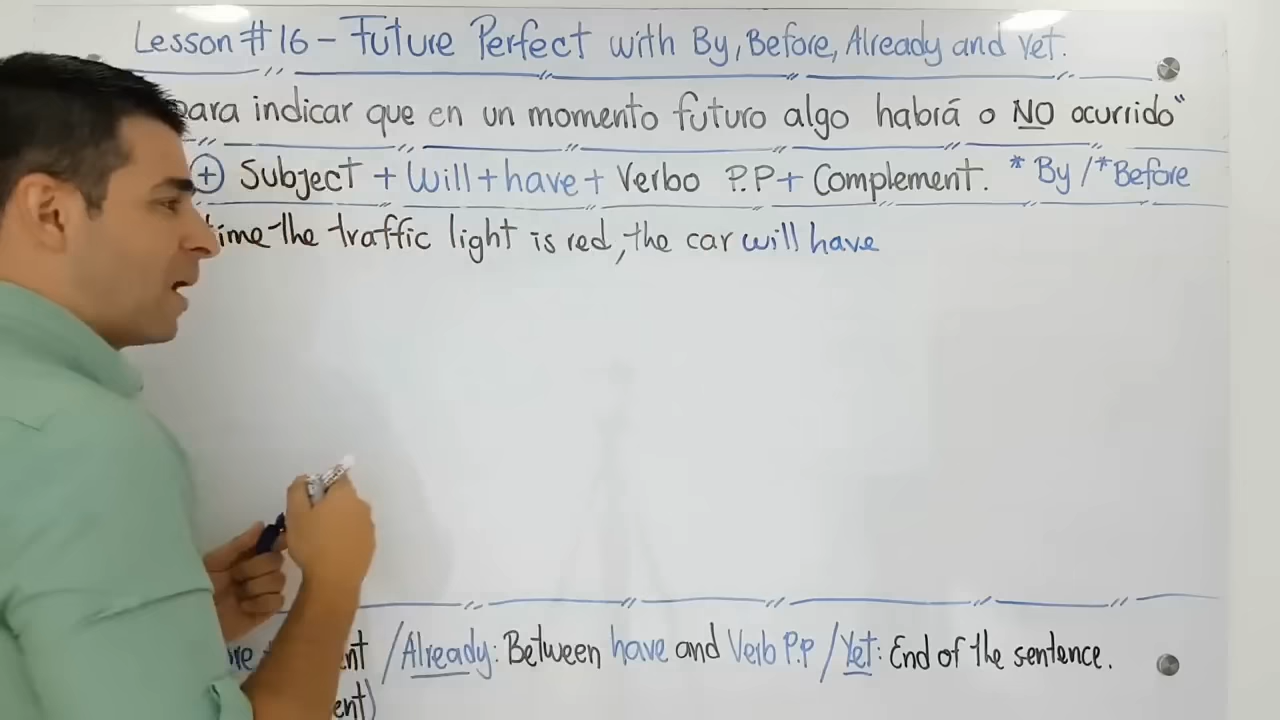 Lesson #16 - Future Perfect with By, Before, Already and Yet.
para indicar que en un momento futuro algo habrá o NO ocurrido"
+ Subject + Will + have + Verbo P.P + Complement. * By / * Before
the traffic light is red, the car will have
/ Already: Between have and Verb P.P / Yet: End of the sentence.